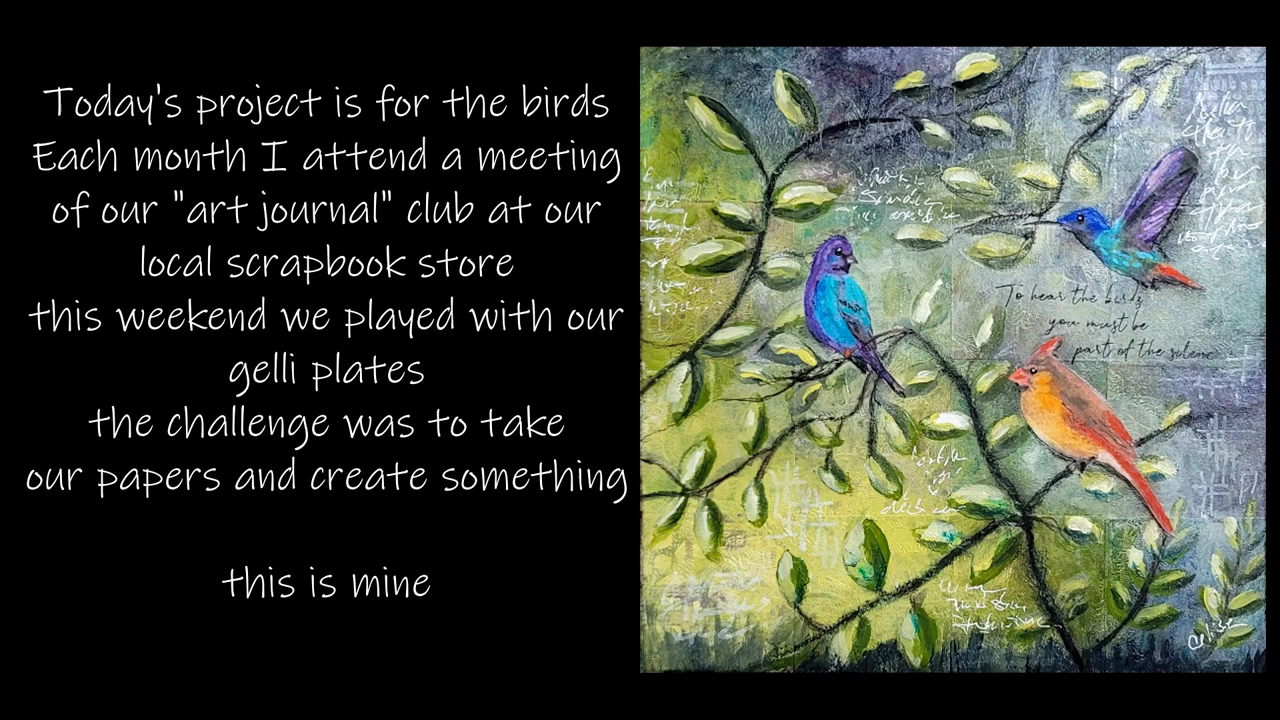 Today's project is for the birds
Each month I attend a meeting
of our "art journal" club at our
local scrapbook store
this weekend we played with our
gelli plates
the challenge was to take
our papers and create something
this is mine
To hear the birds
you must be
part of the silence